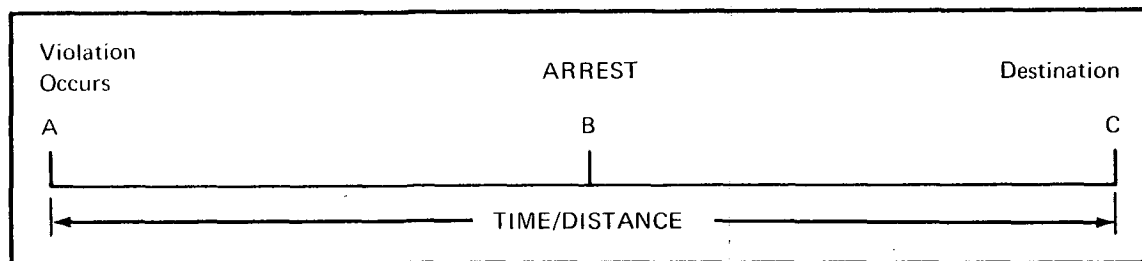 Violation
Occurs
ARREST
Destination
A
B
C
TIME/DISTANCE